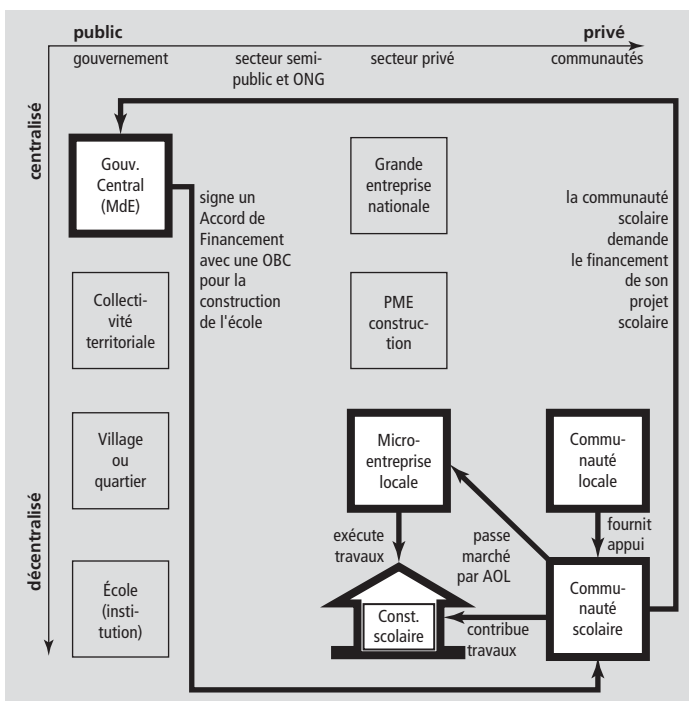 public
privé
gouvernement
secteur semi-
public et ONG
secteur privé
communautés
centralisé
décentralisé
Gouv.
Central
(MdE)
signe un
Accord de
Financement
avec une OBC
pour la
construction
de l'école
Grande
entreprise
nationale
la communauté
scolaire
demande
le financement
de son
projet
scolaire
Collecti-
vité
territoriale
PME
construc-
tion
Village
ou
quartier
Micro-
entreprise
locale
Commu-
nauté
locale
exécute
travaux
passe
marché
par AOL
fournit
appui
École
(insti-
tution)
Const.
scolaire
contribue
travaux
Commu-
nauté
scolaire